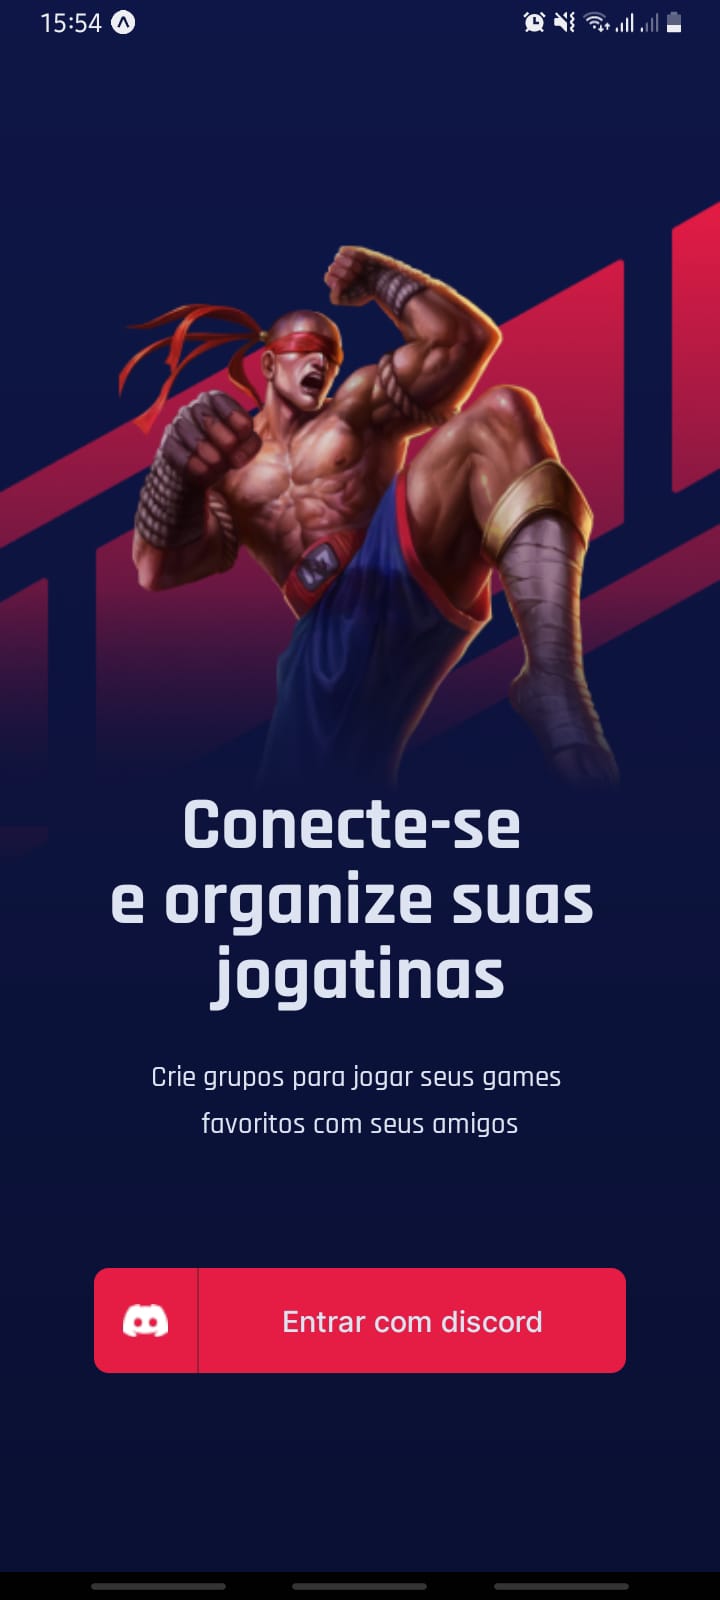 15:54
Conecte-se
e organize suas
jogatinas
Crie grupos para jogar seus games
favoritos com seus amigos
Entrar com discord